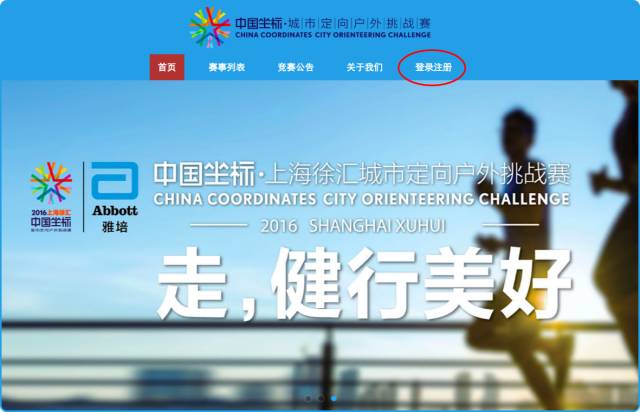 中国坐标·城市定向户外挑战赛
CHINA COORDINATES CITY ORIENTEERING CHALLENGE
首页 赛事列表 竞赛公告 关于我们 登录注册
中国坐标·上海徐汇城市定向户外挑战赛
CHINA COORDINATES CITY ORIENTEERING CHALLENGE
2016 SHANGHAI XUHUI
2016上海徐汇
中国坐标
Abbott
雅培
走,健行美好